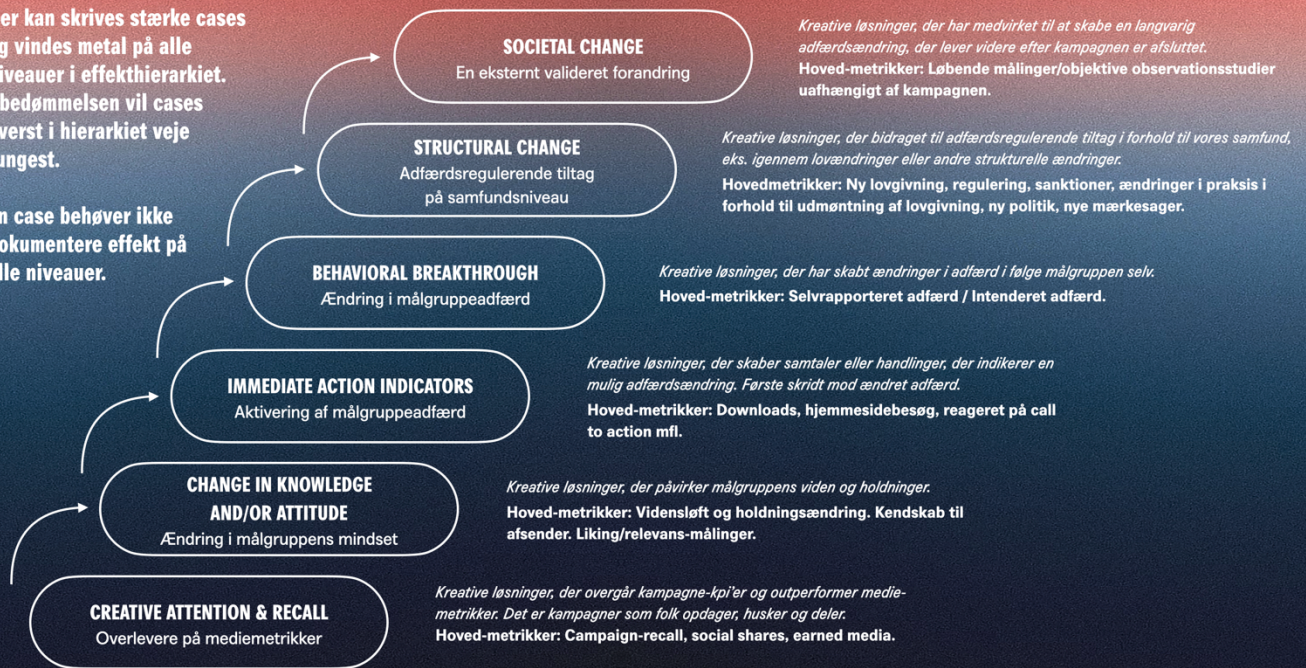 er kan skrives stærke cases
g vindes metal på alle
iveauer i effekthierarkiet.
bedømmelsen vil cases
verst i hierarkiet veje
ungest.
n case behøver ikke
okumentere effekt på
lle niveauer.
SOCIETAL CHANGE
En eksternt valideret forandring
Kreative løsninger, der har medvirket til at skabe en langvarig
adfærdsændring, der lever videre efter kampagnen er afsluttet.
Hoved-metrikker: Løbende målinger/objektive observationsstudier
uafhængigt af kampagnen.
STRUCTURAL CHANGE
Adfærdsregulerende tiltag
på samfundsniveau
Kreative løsninger, der bidraget til adfærdsregulerende tiltag i forhold til vores samfund,
eks. igennem lovændringer eller andre strukturelle ændringer.
Hovedmetrikker: Ny lovgivning, regulering, sanktioner, ændringer i praksis i
forhold til udmøntning af lovgivning, ny politik, nye mærkesager.
BEHAVIORAL BREAKTHROUGH
Ændring i målgruppeadfærd
Kreative løsninger, der har skabt ændringer i adfærd i følge målgruppen selv.
Hoved-metrikker: Selvrapporteret adfærd / Intenderet adfærd.
IMMEDIATE ACTION INDICATORS
Aktivering af målgruppeadfærd
Kreative løsninger, der skaber samtaler eller handlinger, der indikerer en
mulig adfærdsændring. Første skridt mod ændret adfærd.
Hoved-metrikker: Downloads, hjemmesidebesøg, reageret på call
to action mfl.
CHANGE IN KNOWLEDGE
AND/OR ATTITUDE
Ændring i målgruppens mindset
Kreative løsninger, der påvirker målgruppens viden og holdninger.
Hoved-metrikker: Vidensløft og holdningsændring. Kendskab til
afsender. Liking/relevans-målinger.
CREATIVE ATTENTION & RECALL
Overlevere på mediemetrikker
Kreative løsninger, der overgår kampagne-kpi'er og outperformer medie-
metrikker. Det er kampagner som folk opdager, husker og deler.
Hoved-metrikker: Campaign-recall, social shares, earned media.